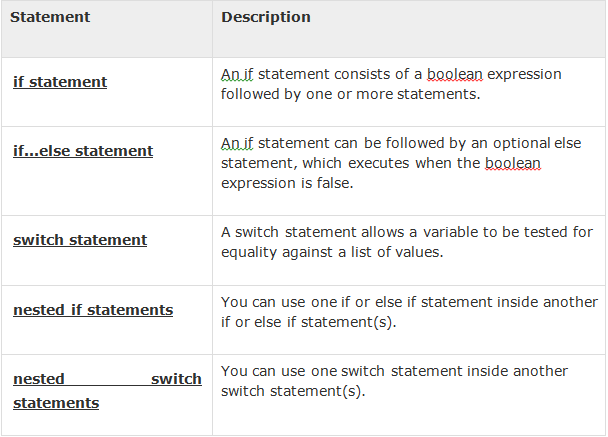 Statement Description
if statement
An if statement consists of a boolean expression
followed by one or more statements.
if...else statement
An if statement can be followed by an optional else
statement, which executes when the boolean
expression is false.
switch statement
A switch statement allows a variable to be tested for
equality against a list of values.
nested if statements
You can use one if or else if statement inside another
if or else if statement(s).
nested switch
statements
You can use one switch statement inside another
switch statement(s).